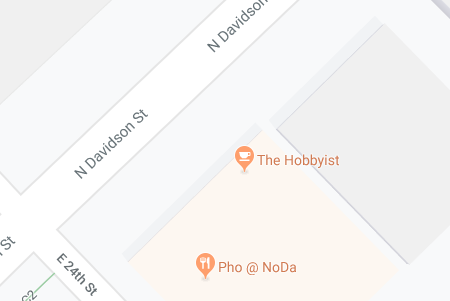 N Davidson
N Davidson St
The Hobbyist
E 24th St
St
Pho @ NoDa